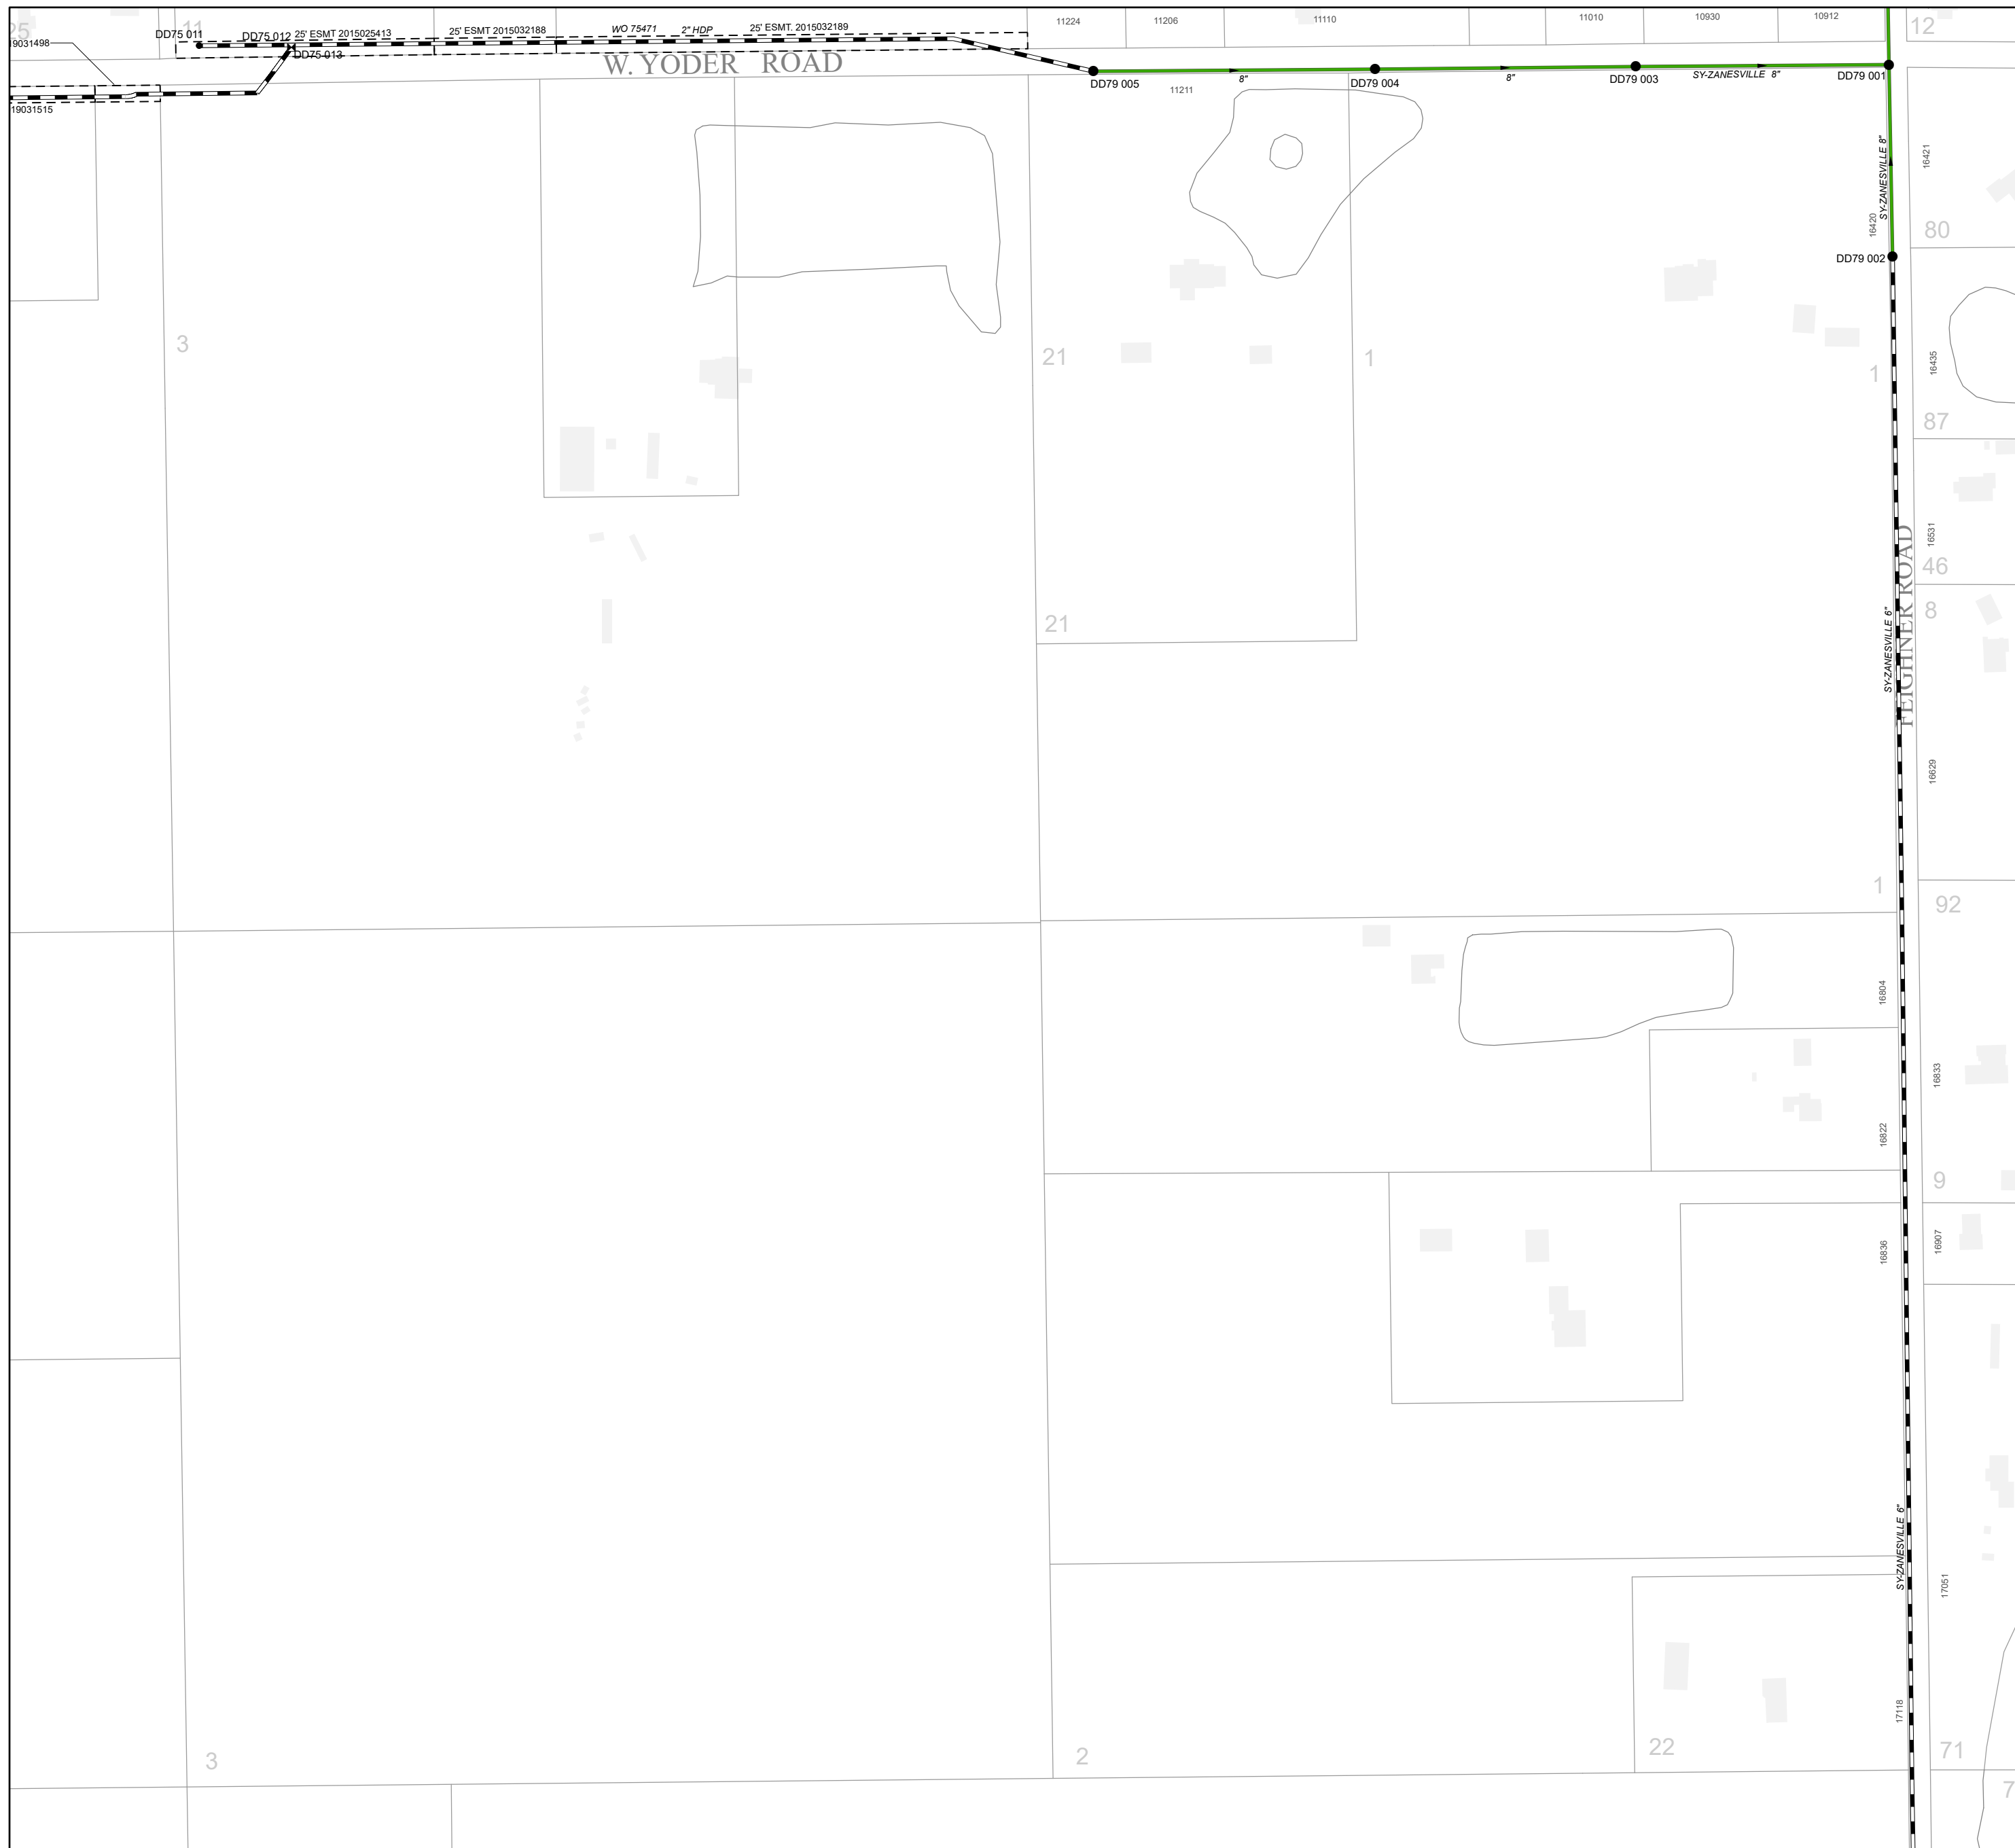 11224
11206
11110
11010
10930
10912
25
11
12
DD75 011
DD75 012
25' ESMT 2015025413
25' ESMT 2015032188
WO 75471
2" HDP
25' ESMT. 2015032189
19031498
DD75 013
W. YODER ROAD
DD79 005
8"
DD79 004
8"
DD79 003
SY-ZANESVILLE 8"
DD79 001
11211
19031515
SY-ZANESVILLE 8"
16421
16420
80
DD79 002
3
21
1
1
16435
87
16531
FEIGHNER ROAD
46
8
21
SY-ZANESVILLE 6"
16629
1
92
16804
16833
16822
9
16836
16907
SY-ZANESVILLE 6"
17051
17118
3
2
22
71
7